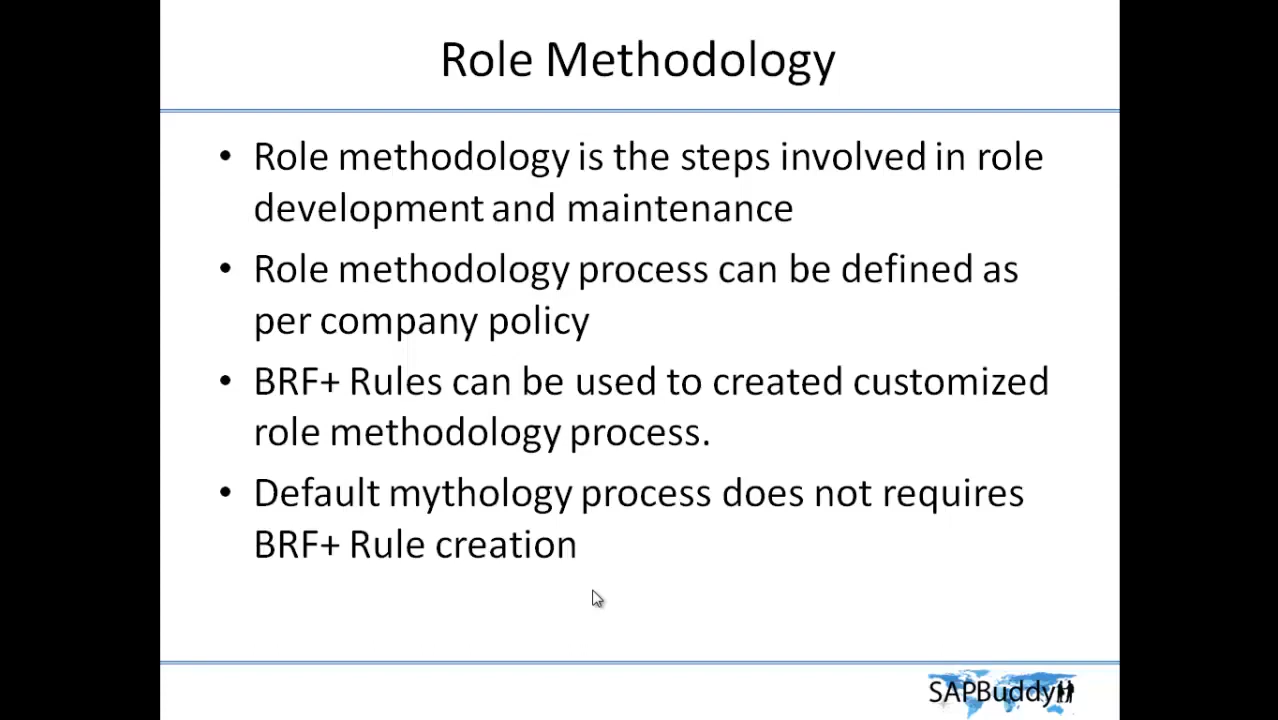 Role Methodology
• Role methodology is the steps involved in role
development and maintenance
• Role methodology process can be defined as
per company policy
• BRF+ Rules can be used to created customized
role methodology process.
• Default mythology process does not requires
BRF+ Rule creation
SAPBuddy